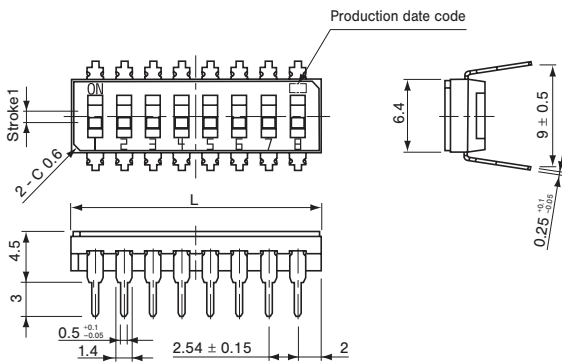 Production date code
ON
1 2 3 4 5 6 7 8
Stroke1
2 - C 0.6
6.4
9 ± 0.5
0.25 +0.1 -0.05
L
4.5
3
0.5 +0.1 -0.05
1.4
2.54 ± 0.15
2